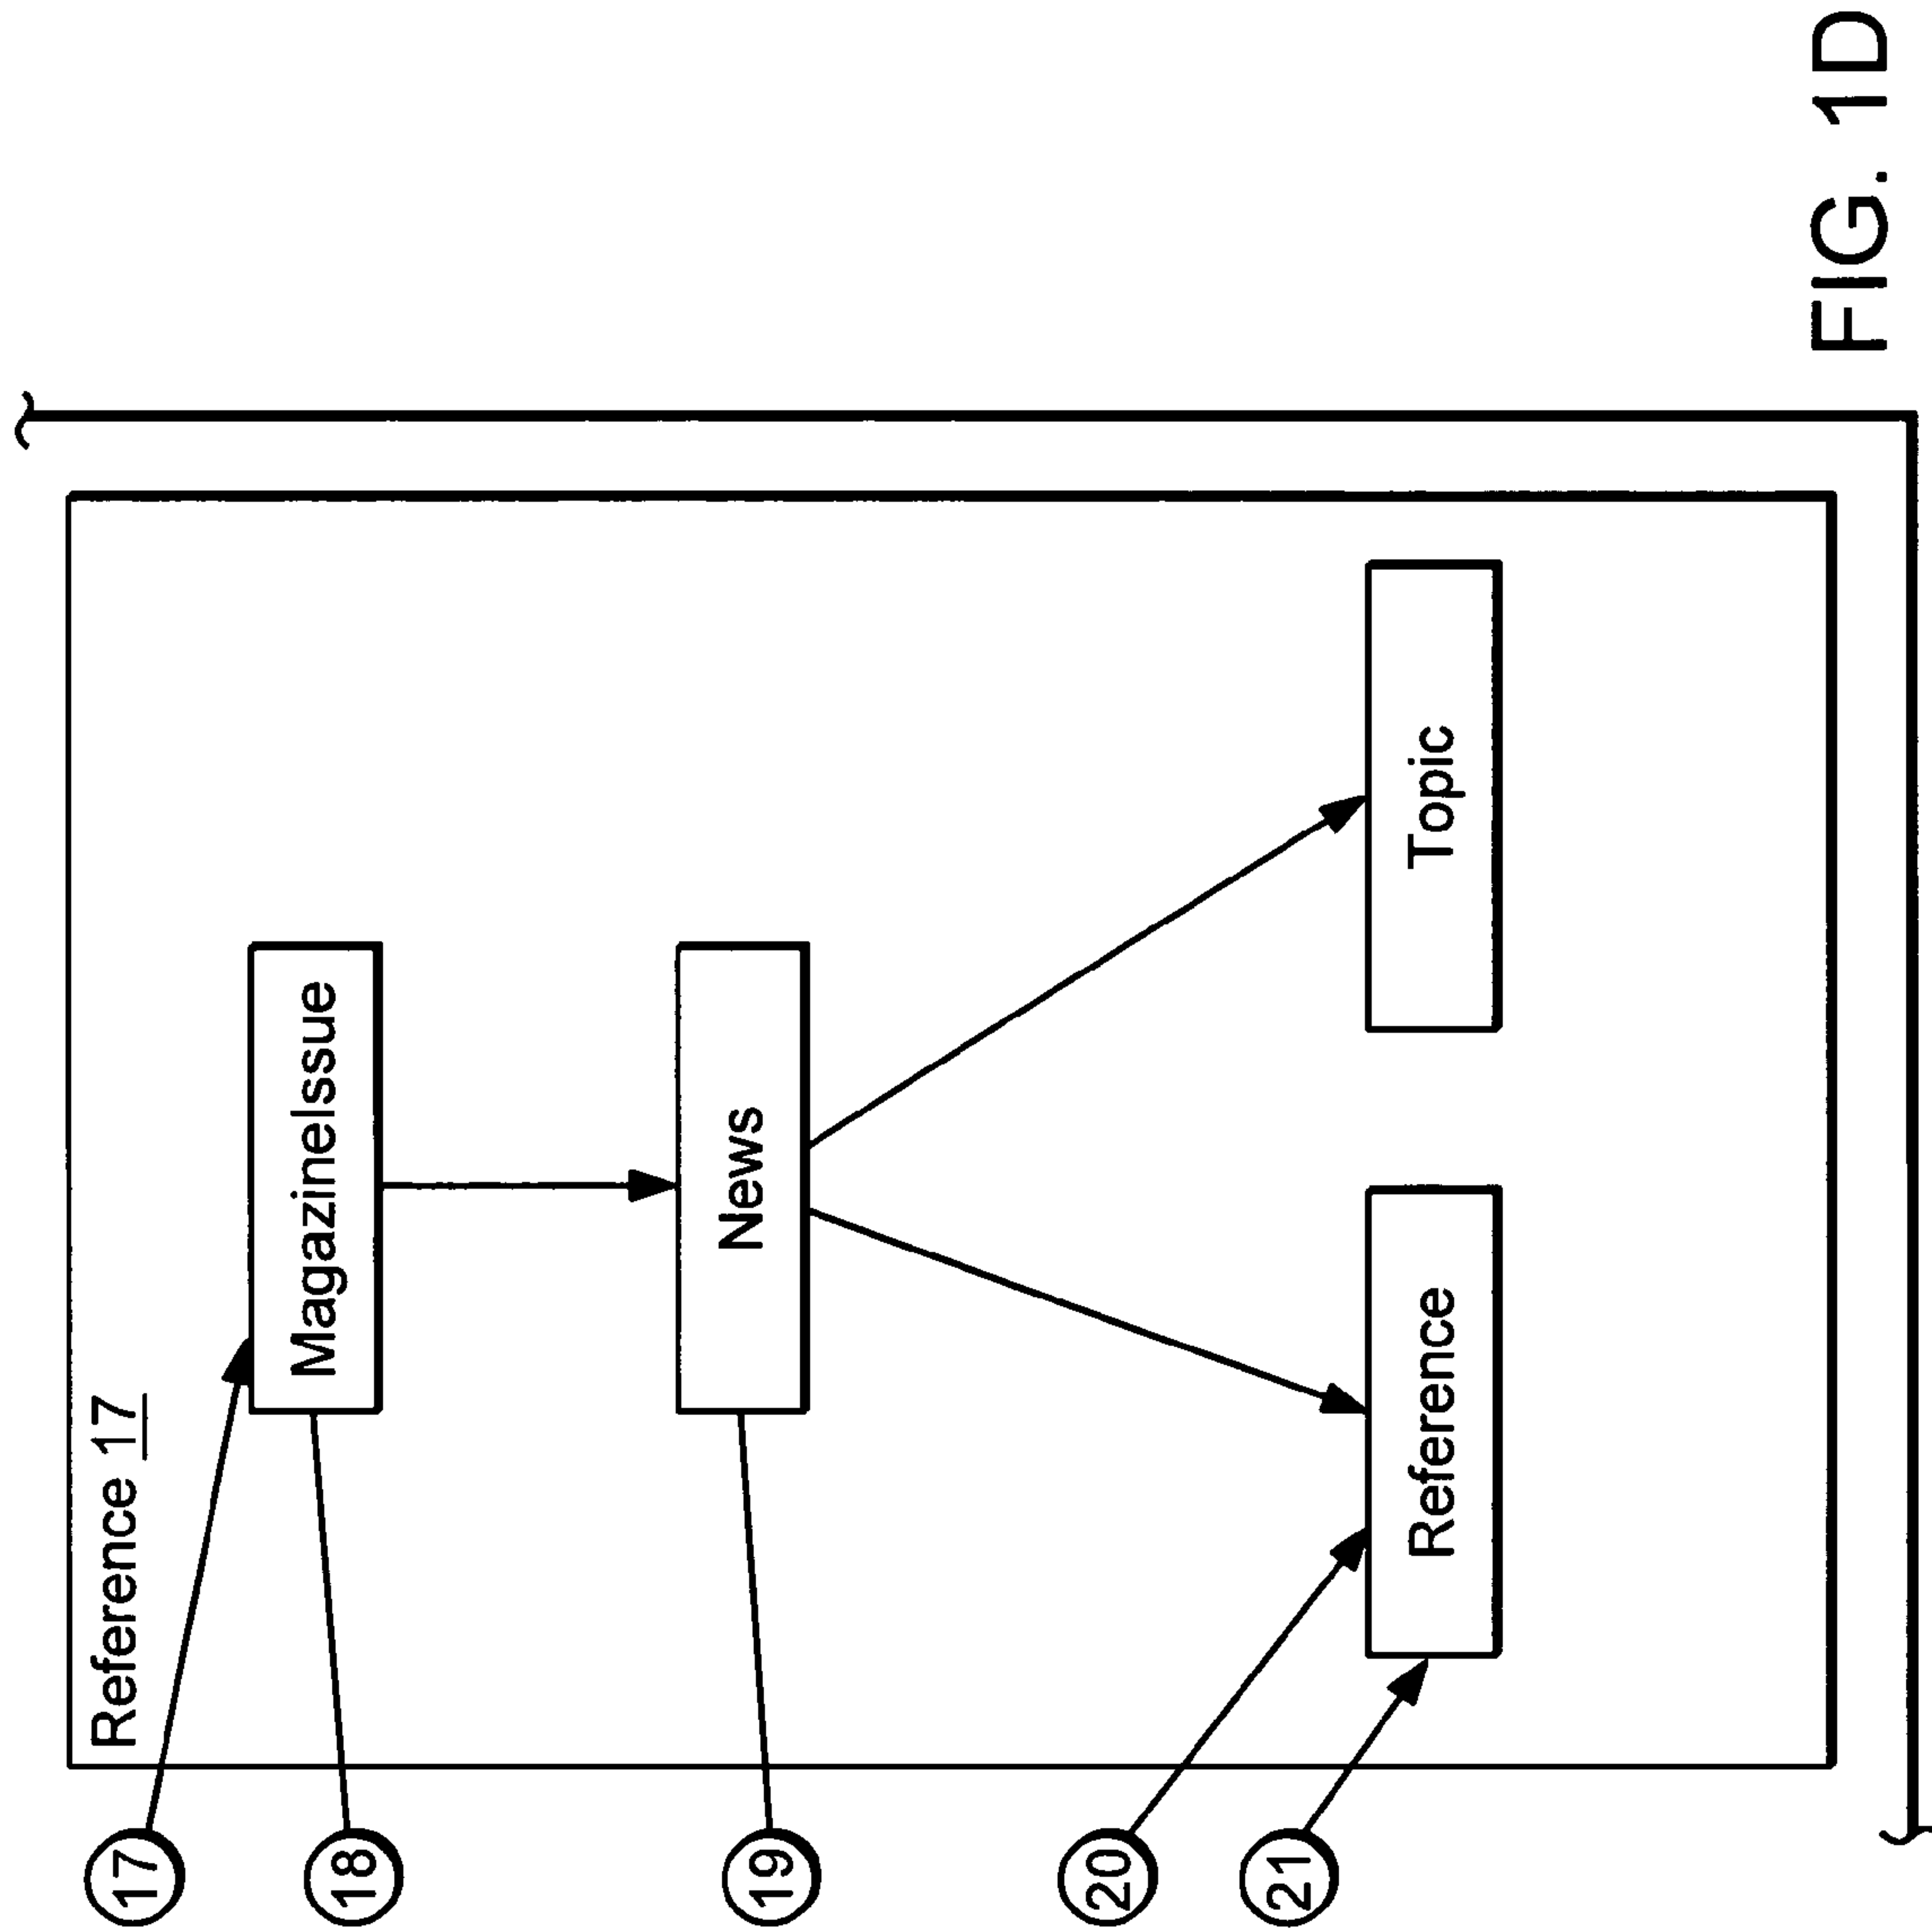 Reference 17
17
18
19
20
21
MagazineIssue
News
Reference
Topic
FIG. 1D